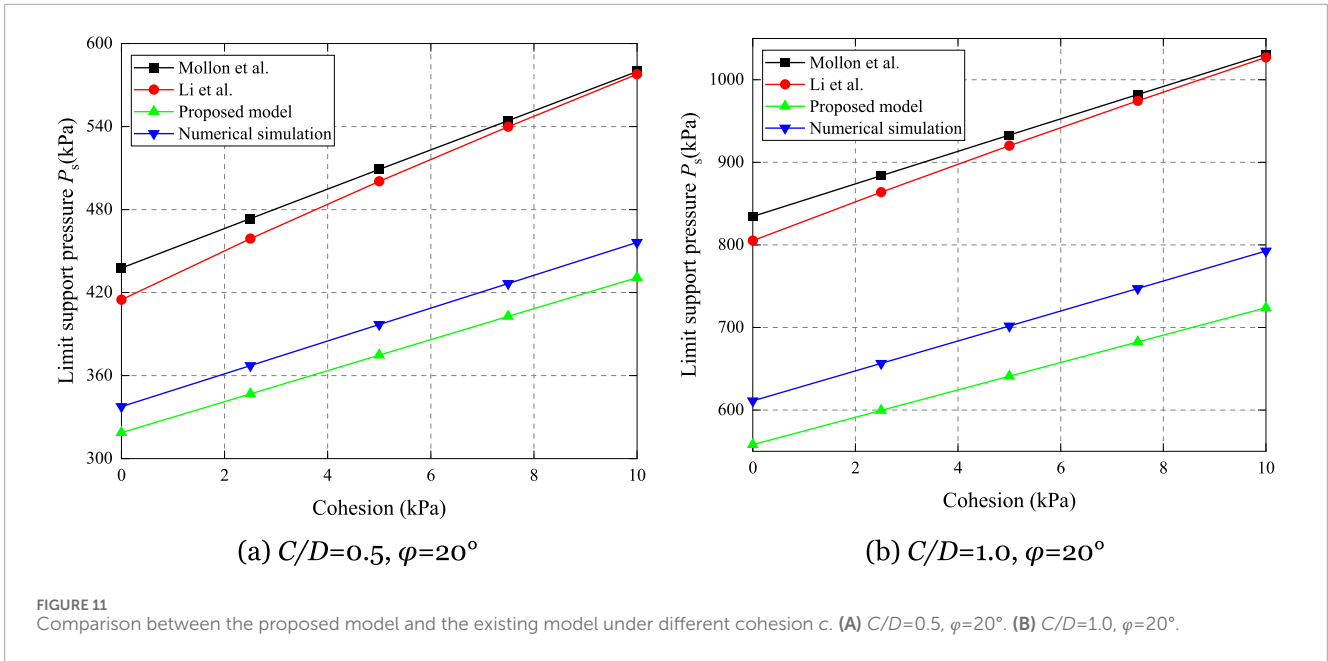 600
540
480
420
360
300
Limit support pressure Ps(kPa)
Mollon et al.
Li et al.
Proposed model
Numerical simulation
0 2 4 6 8 10
Cohesion (kPa)
(a) C/D=0.5, φ=20°
1000
900
800
700
600
Limit support pressure Ps(kPa)
Mollon et al.
Li et al.
Proposed model
Numerical simulation
0 2 4 6 8 10
Cohesion (kPa)
(b) C/D=1.0, φ=20°
FIGURE 11
Comparison between the proposed model and the existing model under different cohesion c. (A) C/D=0.5, φ=20°. (B) C/D=1.0, φ=20°.